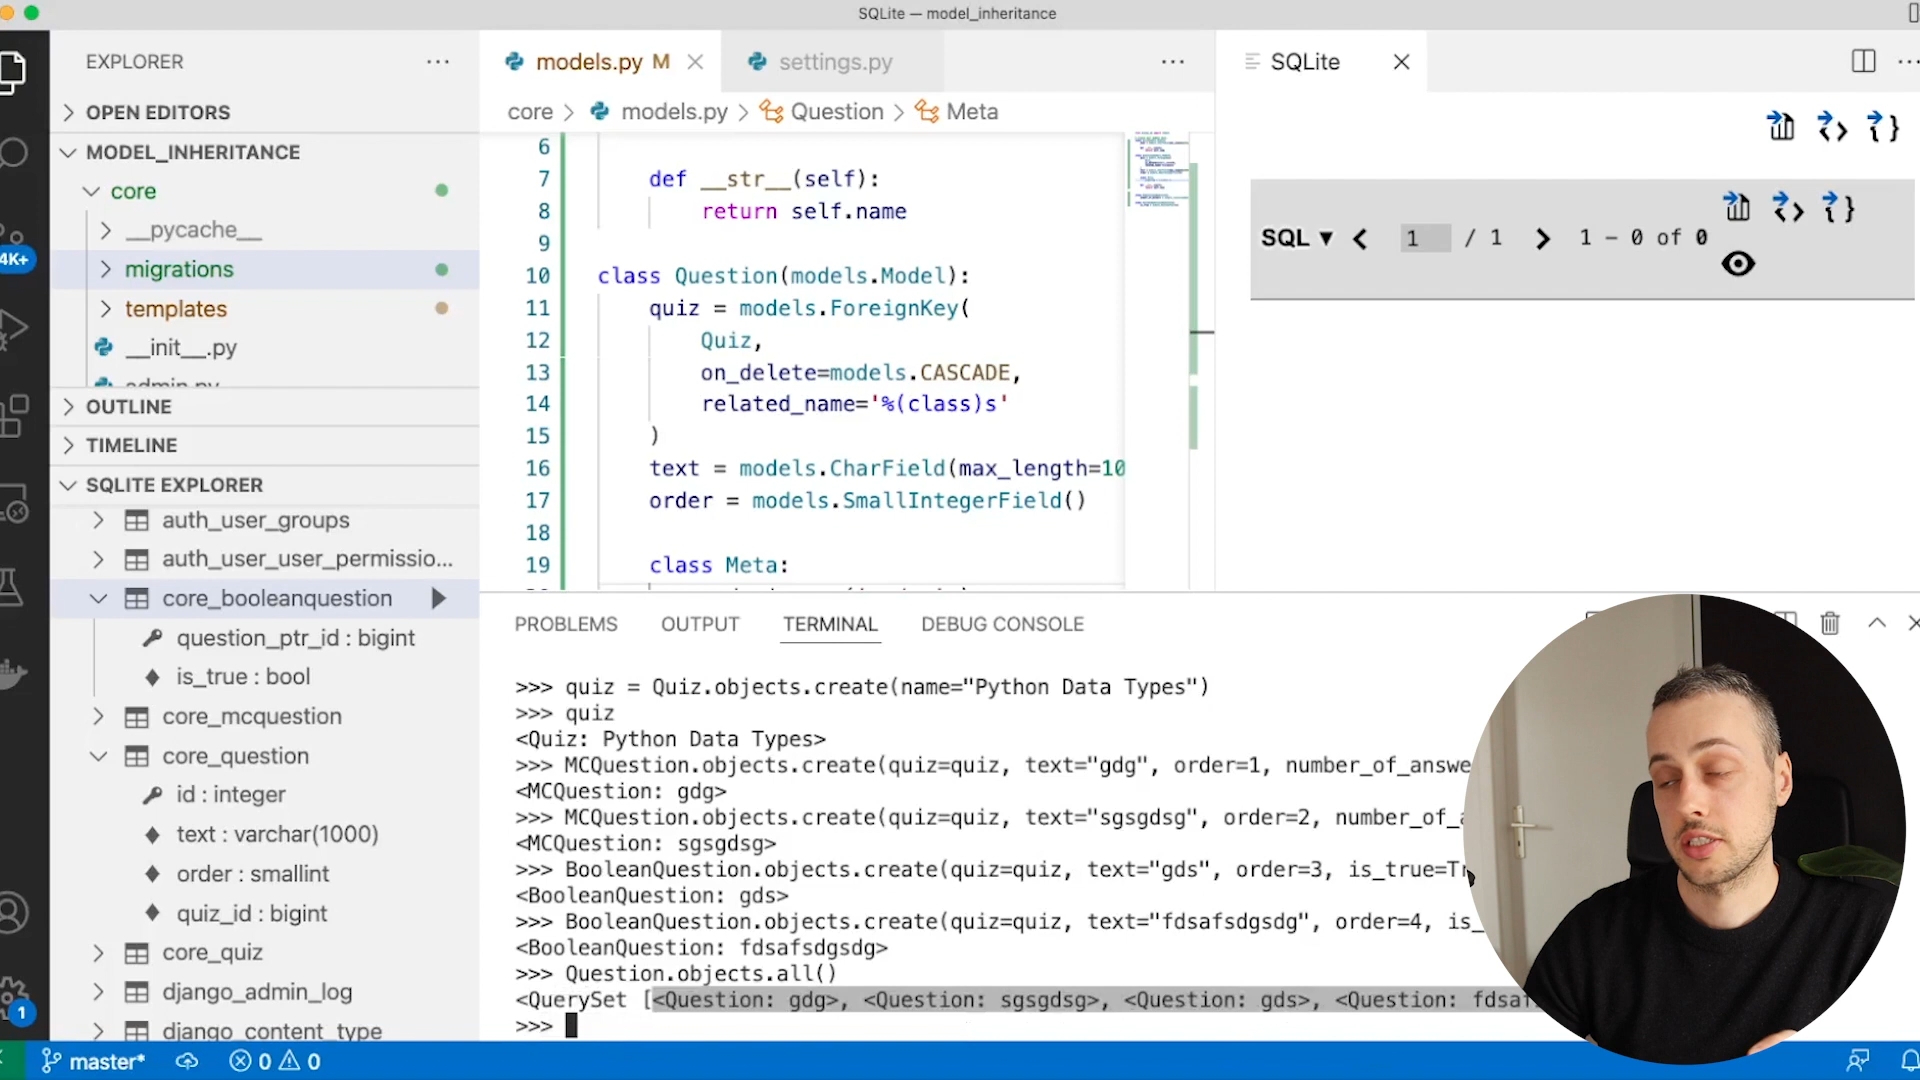 SQLite — model_inheritance
EXPLORER
OPEN EDITORS
MODEL_INHERITANCE
core
__pycache__
migrations
templates
__init__.py
admin.py
OUTLINE
TIMELINE
SQLITE EXPLORER
auth_user_groups
auth_user_user_permissio...
core_booleanquestion
question_ptr_id : bigint
is_true : bool
core_mcquestion
core_question
id : integer
text : varchar(1000)
order : smallint
quiz_id : bigint
core_quiz
django_admin_log
django_content_type
4K+
1
models.py M
settings.py
core > models.py > Question > Meta
6
7 def __str__(self):
8 return self.name
9
10 class Question(models.Model):
11 quiz = models.ForeignKey(
12 Quiz,
13 on_delete=models.CASCADE,
14 related_name='%(class)s'
15 )
16 text = models.CharField(max_length=10
17 order = models.SmallIntegerField()
18
19 class Meta:
SQLite
SQL ▼ < 1 / 1 > 1 – 0 of 0
PROBLEMS OUTPUT TERMINAL DEBUG CONSOLE
>>> quiz = Quiz.objects.create(name="Python Data Types")
>>> quiz
<Quiz: Python Data Types>
>>> MCQuestion.objects.create(quiz=quiz, text="gdg", order=1, number_of_answe
<MCQuestion: gdg>
>>> MCQuestion.objects.create(quiz=quiz, text="sgsgdsg", order=2, number_of_a
<MCQuestion: sgsgdsg>
>>> BooleanQuestion.objects.create(quiz=quiz, text="gds", order=3, is_true=Tr
<BooleanQuestion: gds>
>>> BooleanQuestion.objects.create(quiz=quiz, text="fdsafsdgsdg", order=4, is_
<BooleanQuestion: fdsafsdgsdg>
>>> Question.objects.all()
<QuerySet [<Question: gdg>, <Question: sgsgdsg>, <Question: gds>, <Question: fdsaf
>>>
master* 0 0